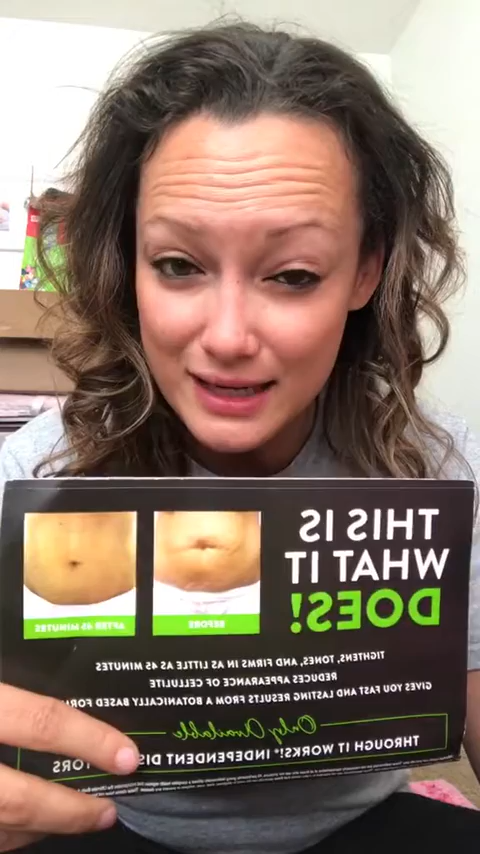 THIS IS
WHAT IT
DOES!
BEFORE
AFTER 45 MINUTES
TIGHTENS, TONES, AND FIRMS IN AS LITTLE AS 45 MINUTES
REDUCES APPEARANCE OF CELLULITE
GIVES YOU FAST AND LASTING RESULTS FROM A BOTANICALLY BASED
Only Available
THROUGH IT WORKS!® INDEPENDENT